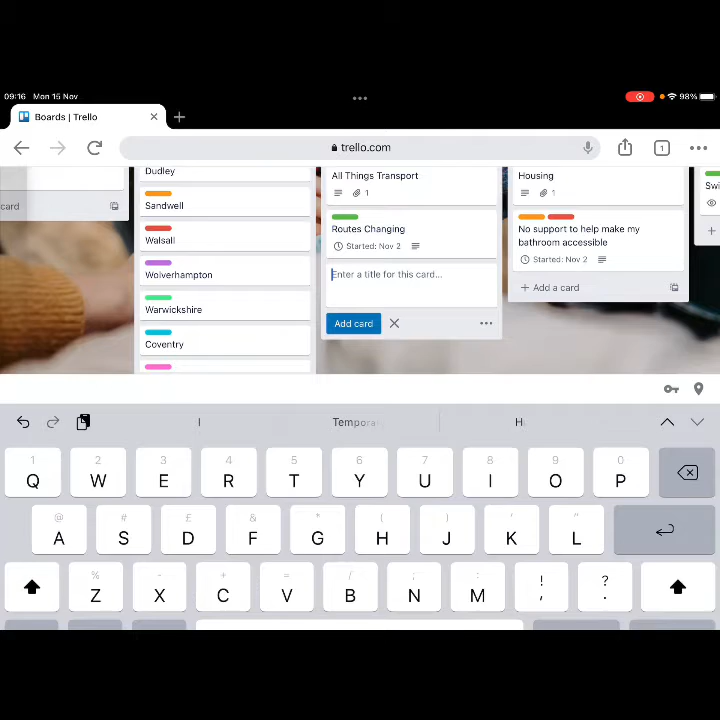 09:16 Mon 15 Nov
98%
Boards | Trello
trello.com
card
Dudley
Sandwell
Walsall
Wolverhampton
Warwickshire
Coventry
All Things Transport
1
Routes Changing
Started: Nov 2
Enter a title for this card...
Add card
Housing
1
No support to help make my
bathroom accessible
Started: Nov 2
+ Add a card
Swi
I Tempora H
1 2 3 4 5 6 7 8 9 0
Q W E R T Y U I O P
@ # £ & * ( ) ' "
A S D F G H J K L
% - + = / ; : ! ?
Z X C V B N M , .